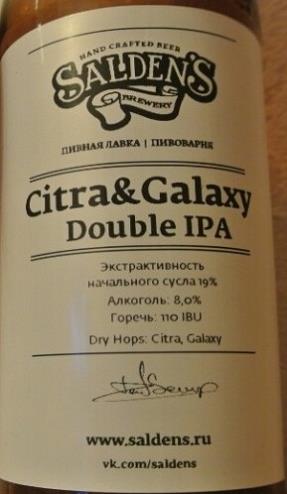 HAND CRAFTED BEER
SALDEN'S
BREWERY
ПИВНАЯ ЛАВКА | ПИВОВАРНЯ
Citra&Galaxy
Double IPA
Экстрактивность
начального сусла 19%
Алкоголь: 8,0%
Горечь: 110 IBU
Dry Hops: Citra, Galaxy
www.saldens.ru
vk.com/saldens